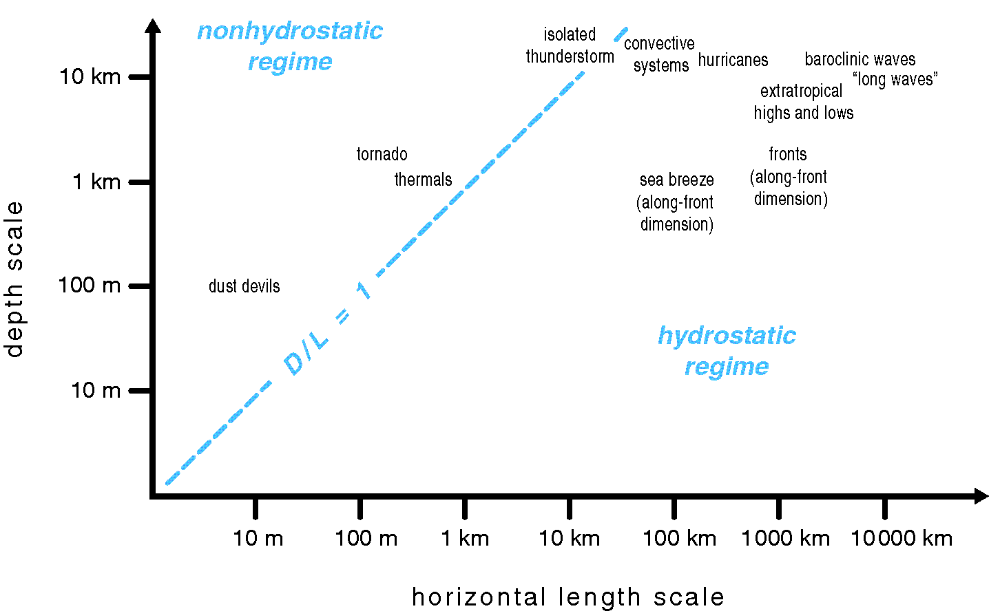 nonhydrostatic
regime
isolated
thunderstorm
convective
systems
hurricanes
baroclinic waves
“long waves”
extratropical
highs and lows
10 km
tornado
thermals
fronts
(along-front
dimension)
sea breeze
(along-front
dimension)
1 km
depth scale
100 m
dust devils
D/L = 1
hydrostatic
regime
10 m
10 m
100 m
1 km
10 km
100 km
1000 km
10000 km
horizontal length scale